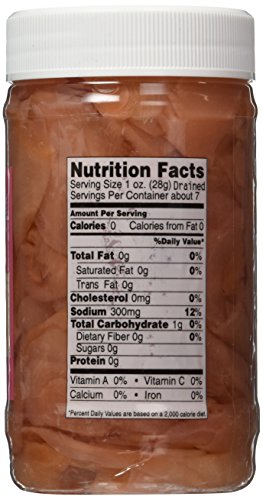 Nutrition Facts
Serving Size 1 oz. (28g) Drained
Servings Per Container about 7
Amount Per Serving
Calories 0 Calories from Fat 0
%Daily Value*
Total Fat 0g 0%
Saturated Fat 0g 0%
Trans Fat 0g
Cholesterol 0mg 0%
Sodium 300mg 12%
Total Carbohydrate 1g 0%
Dietary Fiber 0g 0%
Sugars 0g
Protein 0g
Vitamin A 0% • Vitamin C 0%
Calcium 0% • Iron 0%
*Percent Daily Values are based on a 2,000 calorie diet.